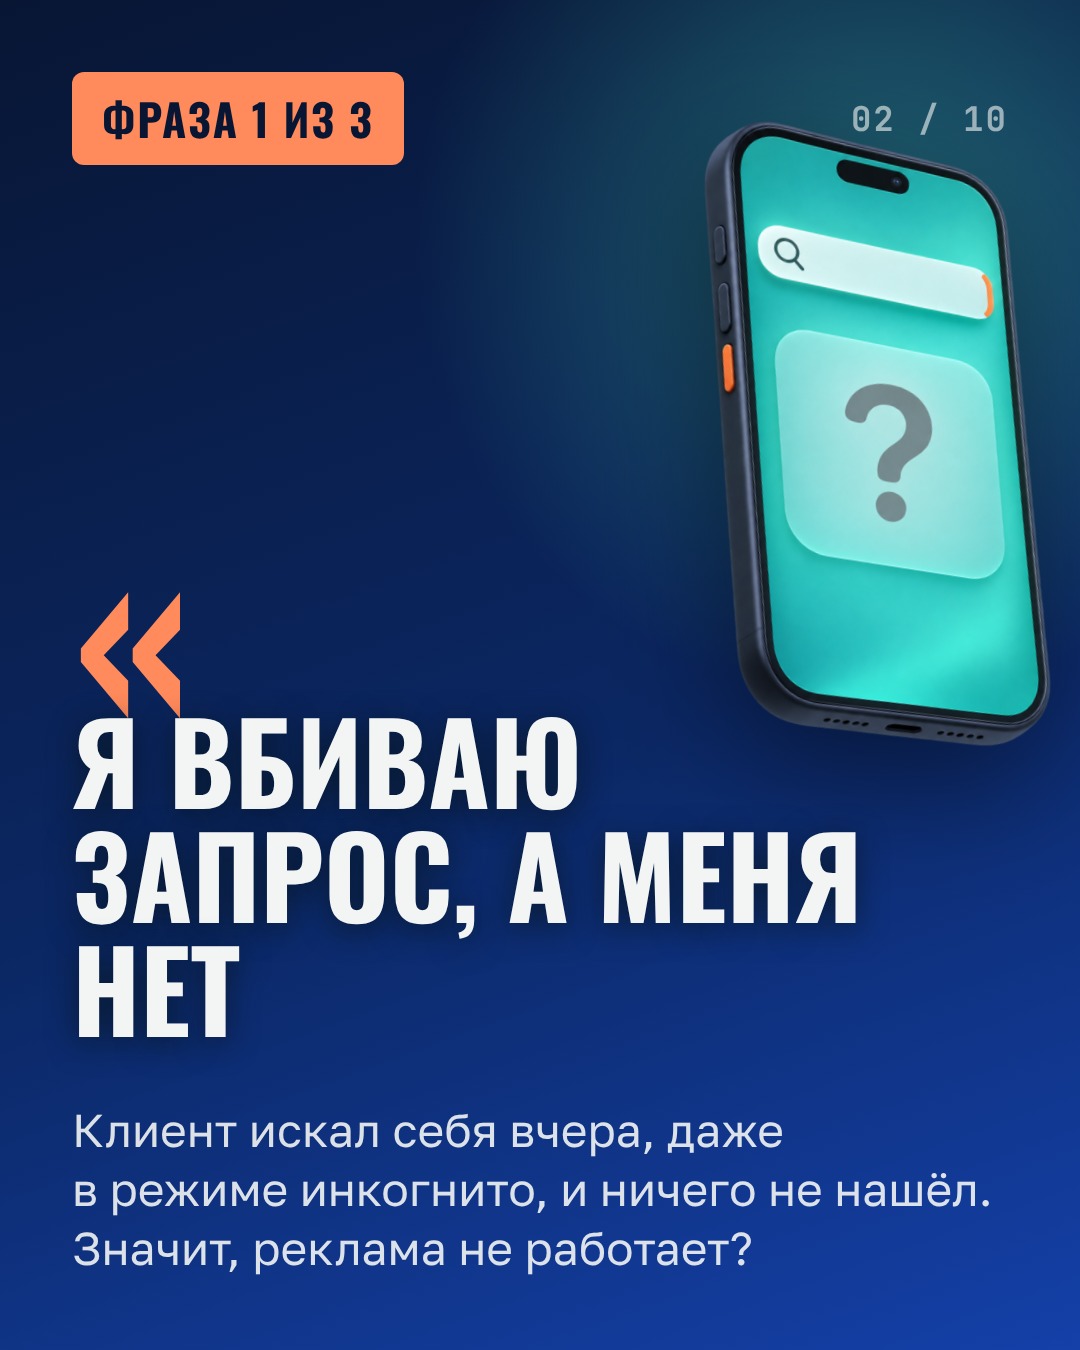 ФРАЗА 1 ИЗ 3
02 / 10
?
«
Я ВБИВАЮ
ЗАПРОС, А МЕНЯ
НЕТ
Клиент искал себя вчера, даже
в режиме инкогнито, и ничего не нашёл.
Значит, реклама не работает?